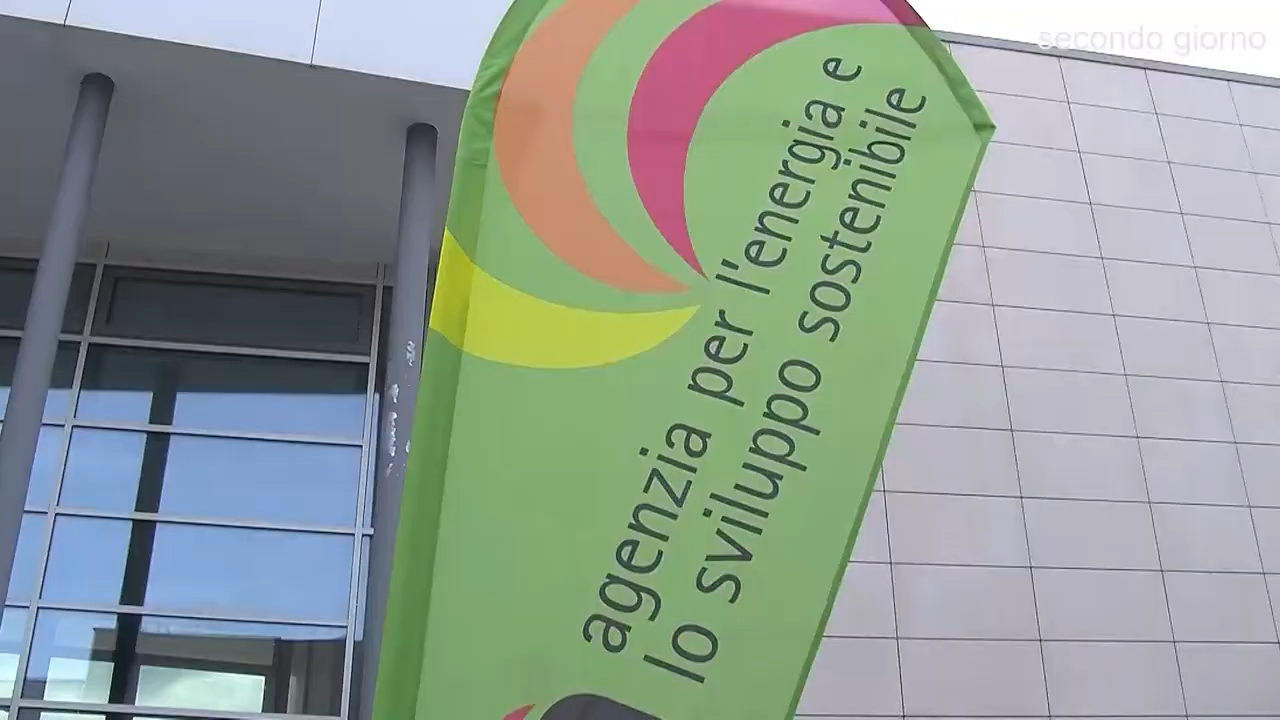 secondo giorno
agenzia per l'energia e
lo sviluppo sostenibile